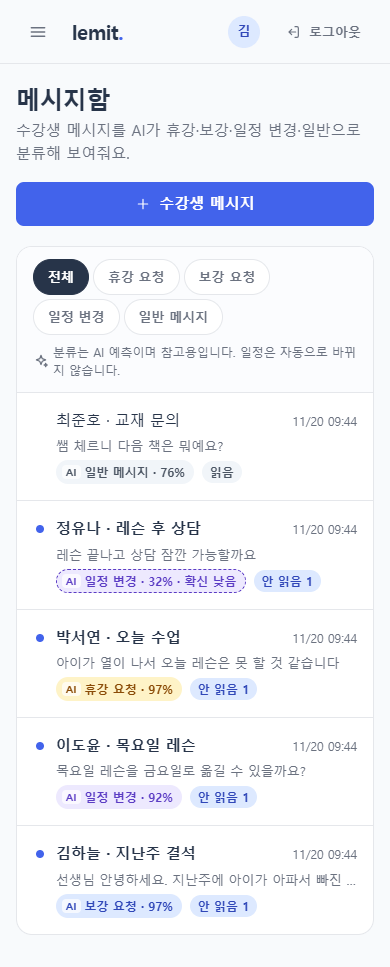 lemit.
김
로그아웃
메시지함
수강생 메시지를 AI가 휴강·보강·일정 변경·일반으로
분류해 보여줘요.
+ 수강생 메시지
전체
휴강 요청
보강 요청
일정 변경
일반 메시지
분류는 AI 예측이며 참고용입니다. 일정은 자동으로 바뀌
지 않습니다.
최준호 · 교재 문의
11/20 09:44
쌤 체르니 다음 책은 뭐예요?
AI 일반 메시지 · 76%
읽음
정유나 · 레슨 후 상담
11/20 09:44
레슨 끝나고 상담 잠깐 가능할까요
AI 일정 변경 · 32% · 확신 낮음
안 읽음 1
박서연 · 오늘 수업
11/20 09:44
아이가 열이 나서 오늘 레슨은 못 할 것 같습니다
AI 휴강 요청 · 97%
안 읽음 1
이도윤 · 목요일 레슨
11/20 09:44
목요일 레슨을 금요일로 옮길 수 있을까요?
AI 일정 변경 · 92%
안 읽음 1
김하늘 · 지난주 결석
11/20 09:44
선생님 안녕하세요. 지난주에 아이가 아파서 빠진 ...
AI 보강 요청 · 97%
안 읽음 1